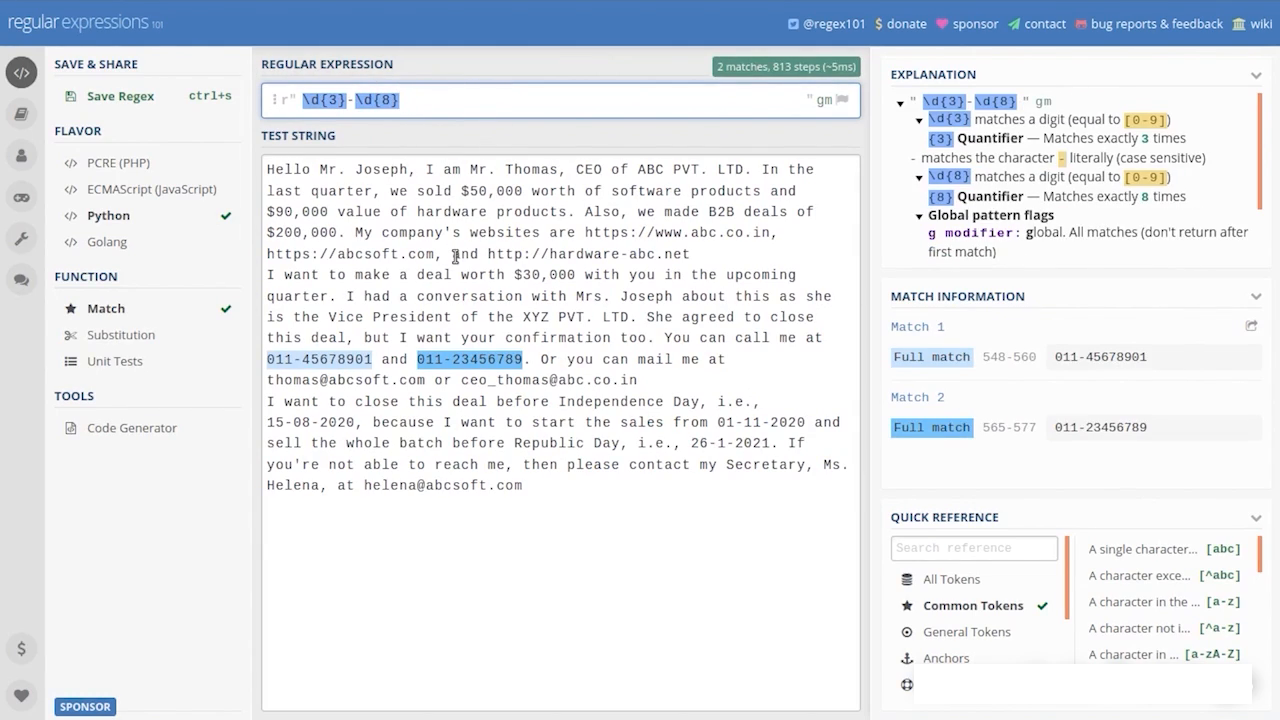 regular expressions 101
@regex101
donate
sponsor
contact
bug reports & feedback
wiki
SAVE & SHARE
Save Regex ctrl+s
FLAVOR
</> PCRE (PHP)
</> ECMAScript (JavaScript)
</> Python
</> Golang
FUNCTION
Match
Substitution
Unit Tests
TOOLS
Code Generator
SPONSOR
REGULAR EXPRESSION
2 matches, 813 steps (~5ms)
r" \d{3}-\d{8} " gm
TEST STRING
Hello Mr. Joseph, I am Mr. Thomas, CEO of ABC PVT. LTD. In the
last quarter, we sold $50,000 worth of software products and
$90,000 value of hardware products. Also, we made B2B deals of
$200,000. My company's websites are https://www.abc.co.in,
https://abcsoft.com, and http://hardware-abc.net
I want to make a deal worth $30,000 with you in the upcoming
quarter. I had a conversation with Mrs. Joseph about this as she
is the Vice President of the XYZ PVT. LTD. She agreed to close
this deal, but I want your confirmation too. You can call me at
011-45678901 and 011-23456789. Or you can mail me at
thomas@abcsoft.com or ceo_thomas@abc.co.in
I want to close this deal before Independence Day, i.e.,
15-08-2020, because I want to start the sales from 01-11-2020 and
sell the whole batch before Republic Day, i.e., 26-1-2021. If
you're not able to reach me, then please contact my Secretary, Ms.
Helena, at helena@abcsoft.com
EXPLANATION
" \d{3}-\d{8} " gm
\d{3} matches a digit (equal to [0-9])
{3} Quantifier — Matches exactly 3 times
- matches the character - literally (case sensitive)
\d{8} matches a digit (equal to [0-9])
{8} Quantifier — Matches exactly 8 times
Global pattern flags
g modifier: global. All matches (don't return after
first match)
MATCH INFORMATION
Match 1
Full match 548-560 011-45678901
Match 2
Full match 565-577 011-23456789
QUICK REFERENCE
Search reference
All Tokens
Common Tokens
General Tokens
Anchors
A single character... [abc]
A character exce... [^abc]
A character in the ... [a-z]
A character not i... [^a-z]
A character in ... [a-zA-Z]